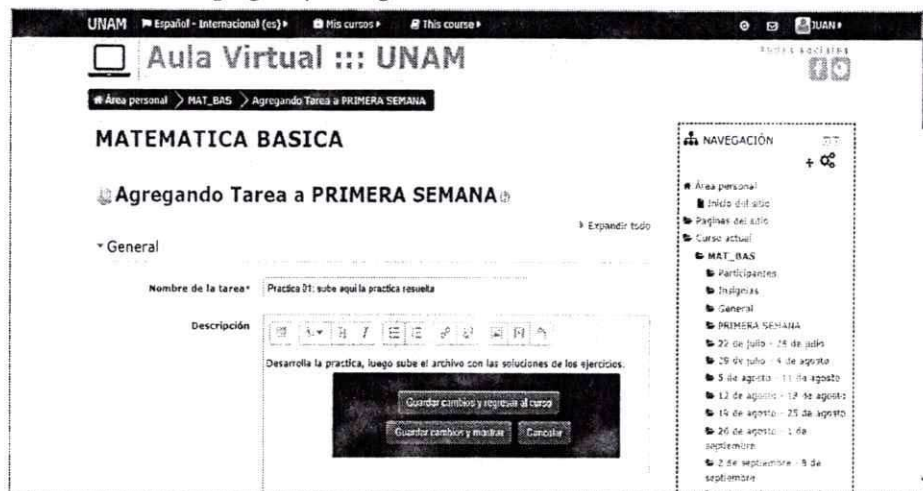 UNAM Español - Internacional (es) Mis cursos This course JUAN
Aula Virtual ::: UNAM
Área personal MAT_BAS Agregando Tarea a PRIMERA SEMANA
MATEMATICA BASICA
Agregando Tarea a PRIMERA SEMANA
Expandir todo
General
Nombre de la tarea* Practica 01: sube aqui la practica resuelta
Descripción
Desarrolla la practica, luego sube el archivo con las soluciones de los ejercicios.
Guardar cambios y regresar al curso
Guardar cambios y mostrar Cancelar
NAVEGACIÓN
Área personal
Inicio del sitio
Paginas del sitio
Curso actual
MAT_BAS
Participantes
Insignias
General
PRIMERA SEMANA
22 de julio - 28 de julio
29 de julio - 4 de agosto
5 de agosto - 11 de agosto
12 de agosto - 18 de agosto
19 de agosto - 25 de agosto
26 de agosto - 1 de
septiembre
2 de septiembre - 8 de
septiembre